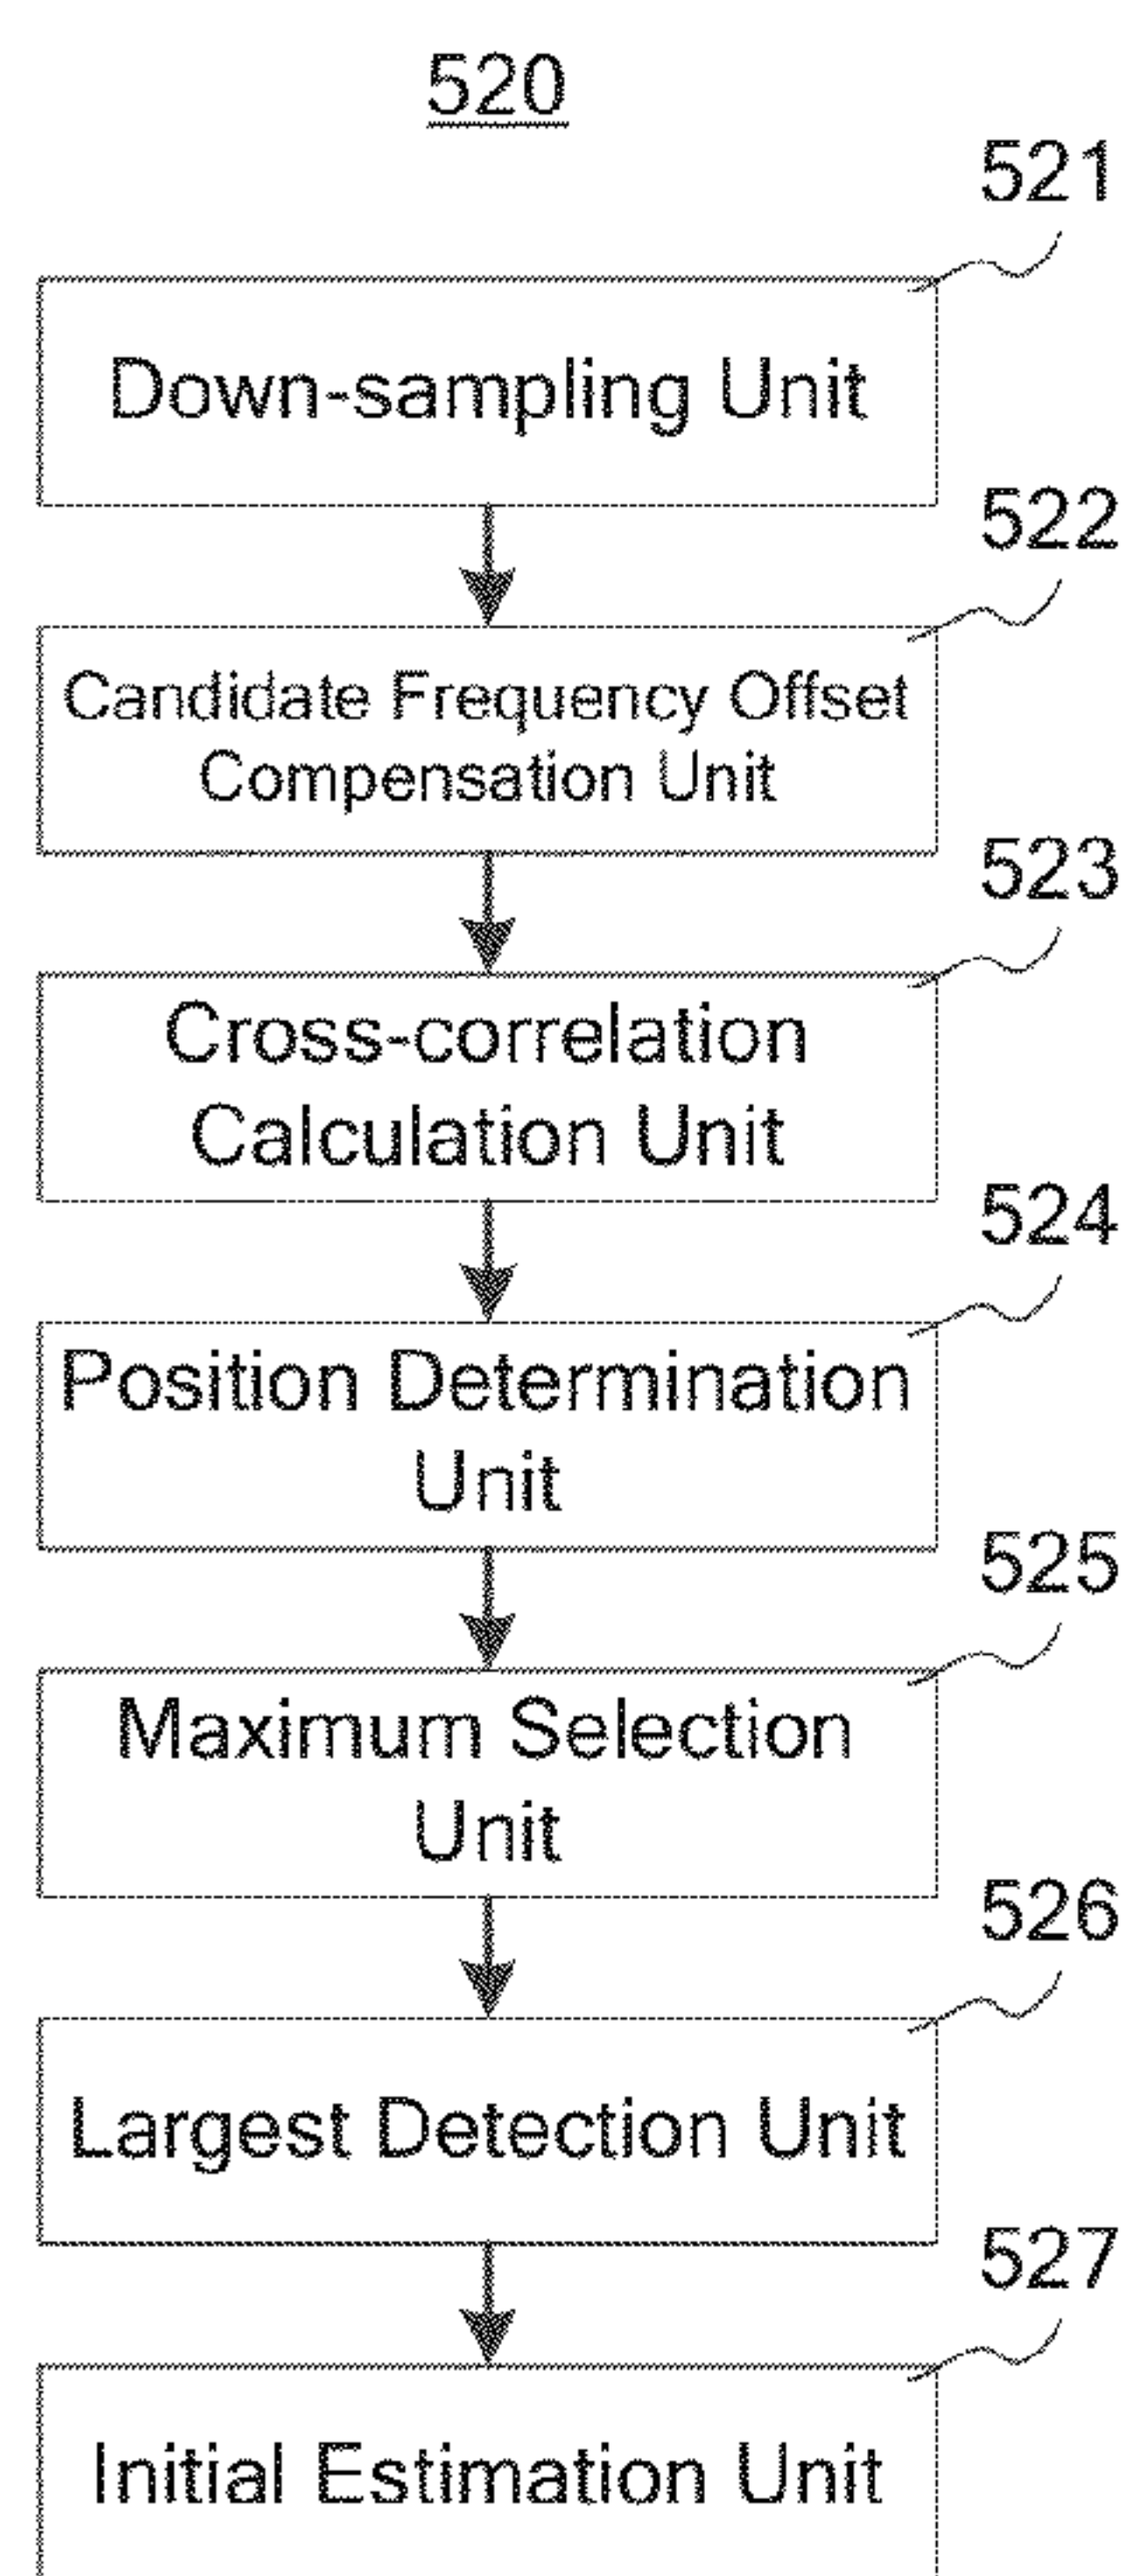 520
521
Down-sampling Unit
522
Candidate Frequency Offset
Compensation Unit
523
Cross-correlation
Calculation Unit
524
Position Determination
Unit
525
Maximum Selection
Unit
526
Largest Detection Unit
527
Initial Estimation Unit